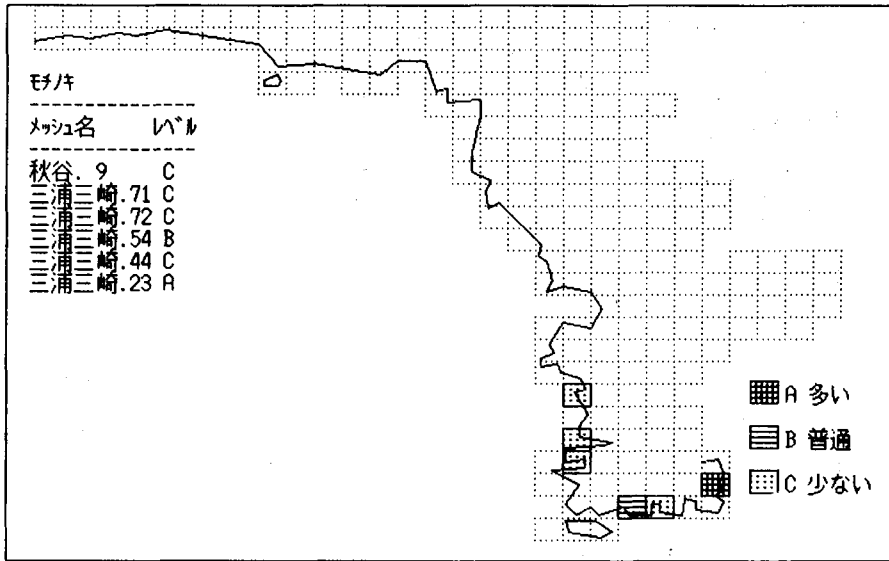 モチノキ
メッシュ名 レベル
秋谷. 9 C
三浦三崎.71 C
三浦三崎.72 C
三浦三崎.54 B
三浦三崎.44 C
三浦三崎.23 A
A 多い
B 普通
C 少ない